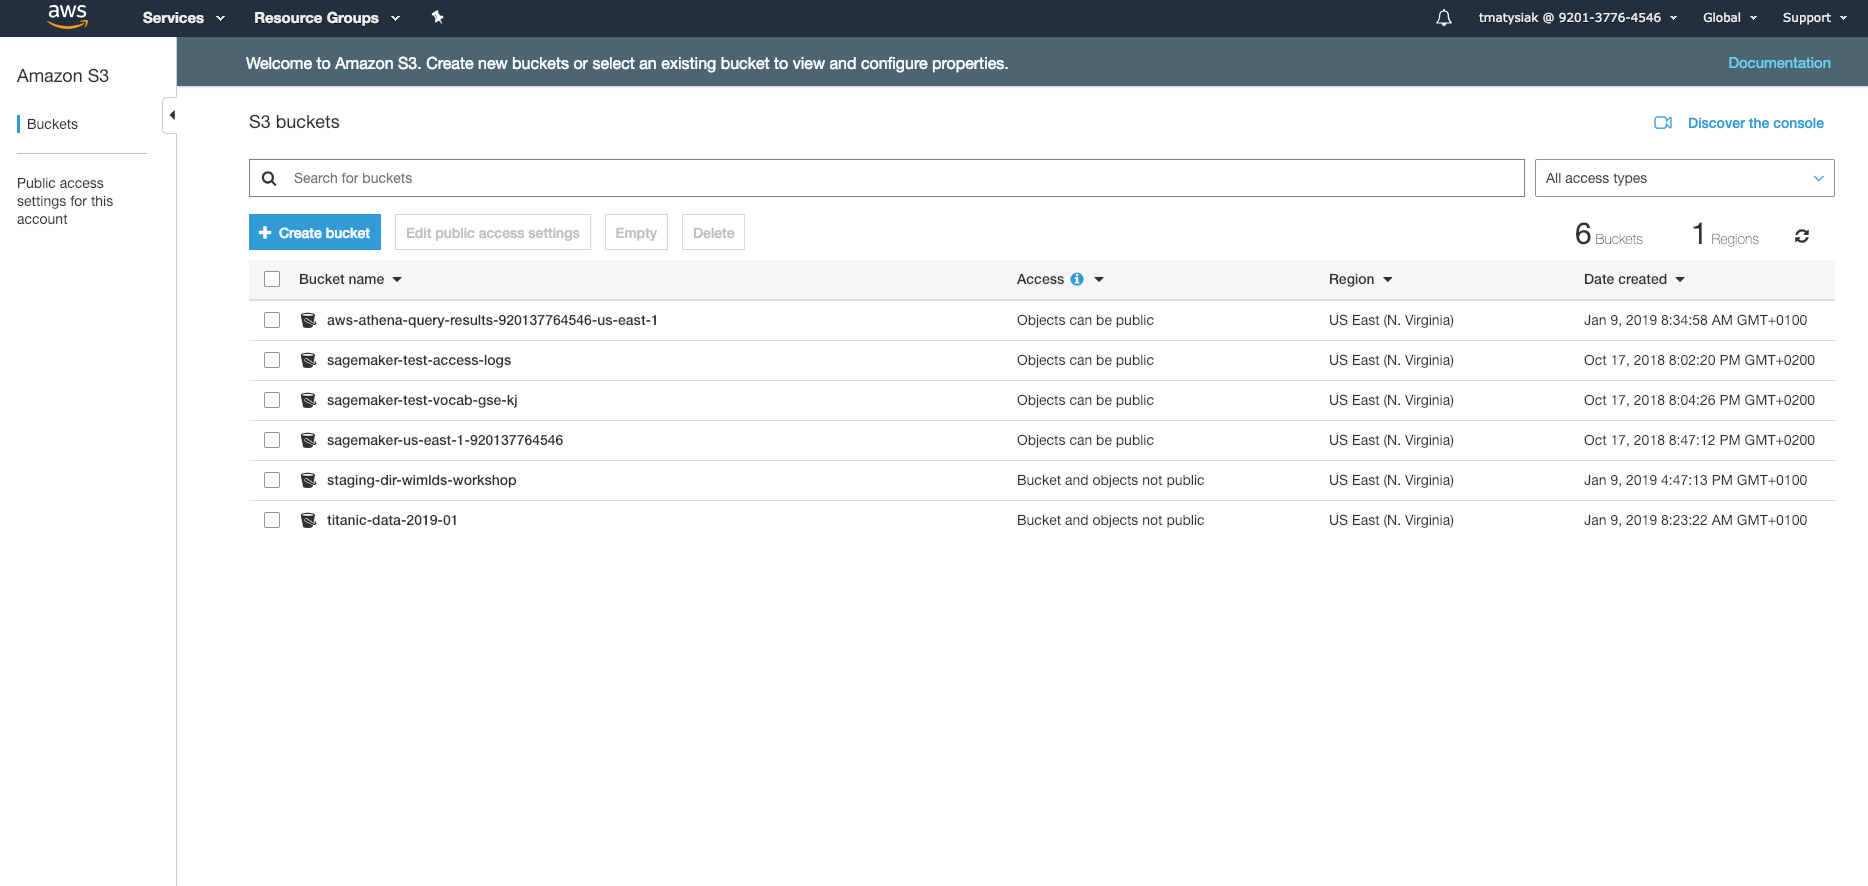 aws Services Resource Groups tmatysiak @ 9201-3776-4546 Global Support
Amazon S3
Buckets
Public access
settings for this
account
Welcome to Amazon S3. Create new buckets or select an existing bucket to view and configure properties. Documentation
S3 buckets Discover the console
Search for buckets All access types
+ Create bucket Edit public access settings Empty Delete 6 Buckets 1 Regions
Bucket name Access Region Date created
aws-athena-query-results-920137764546-us-east-1 Objects can be public US East (N. Virginia) Jan 9, 2019 8:34:58 AM GMT+0100
sagemaker-test-access-logs Objects can be public US East (N. Virginia) Oct 17, 2018 8:02:20 PM GMT+0200
sagemaker-test-vocab-gse-kj Objects can be public US East (N. Virginia) Oct 17, 2018 8:04:26 PM GMT+0200
sagemaker-us-east-1-920137764546 Objects can be public US East (N. Virginia) Oct 17, 2018 8:47:12 PM GMT+0200
staging-dir-wimlds-workshop Bucket and objects not public US East (N. Virginia) Jan 9, 2019 4:47:13 PM GMT+0100
titanic-data-2019-01 Bucket and objects not public US East (N. Virginia) Jan 9, 2019 8:23:22 AM GMT+0100